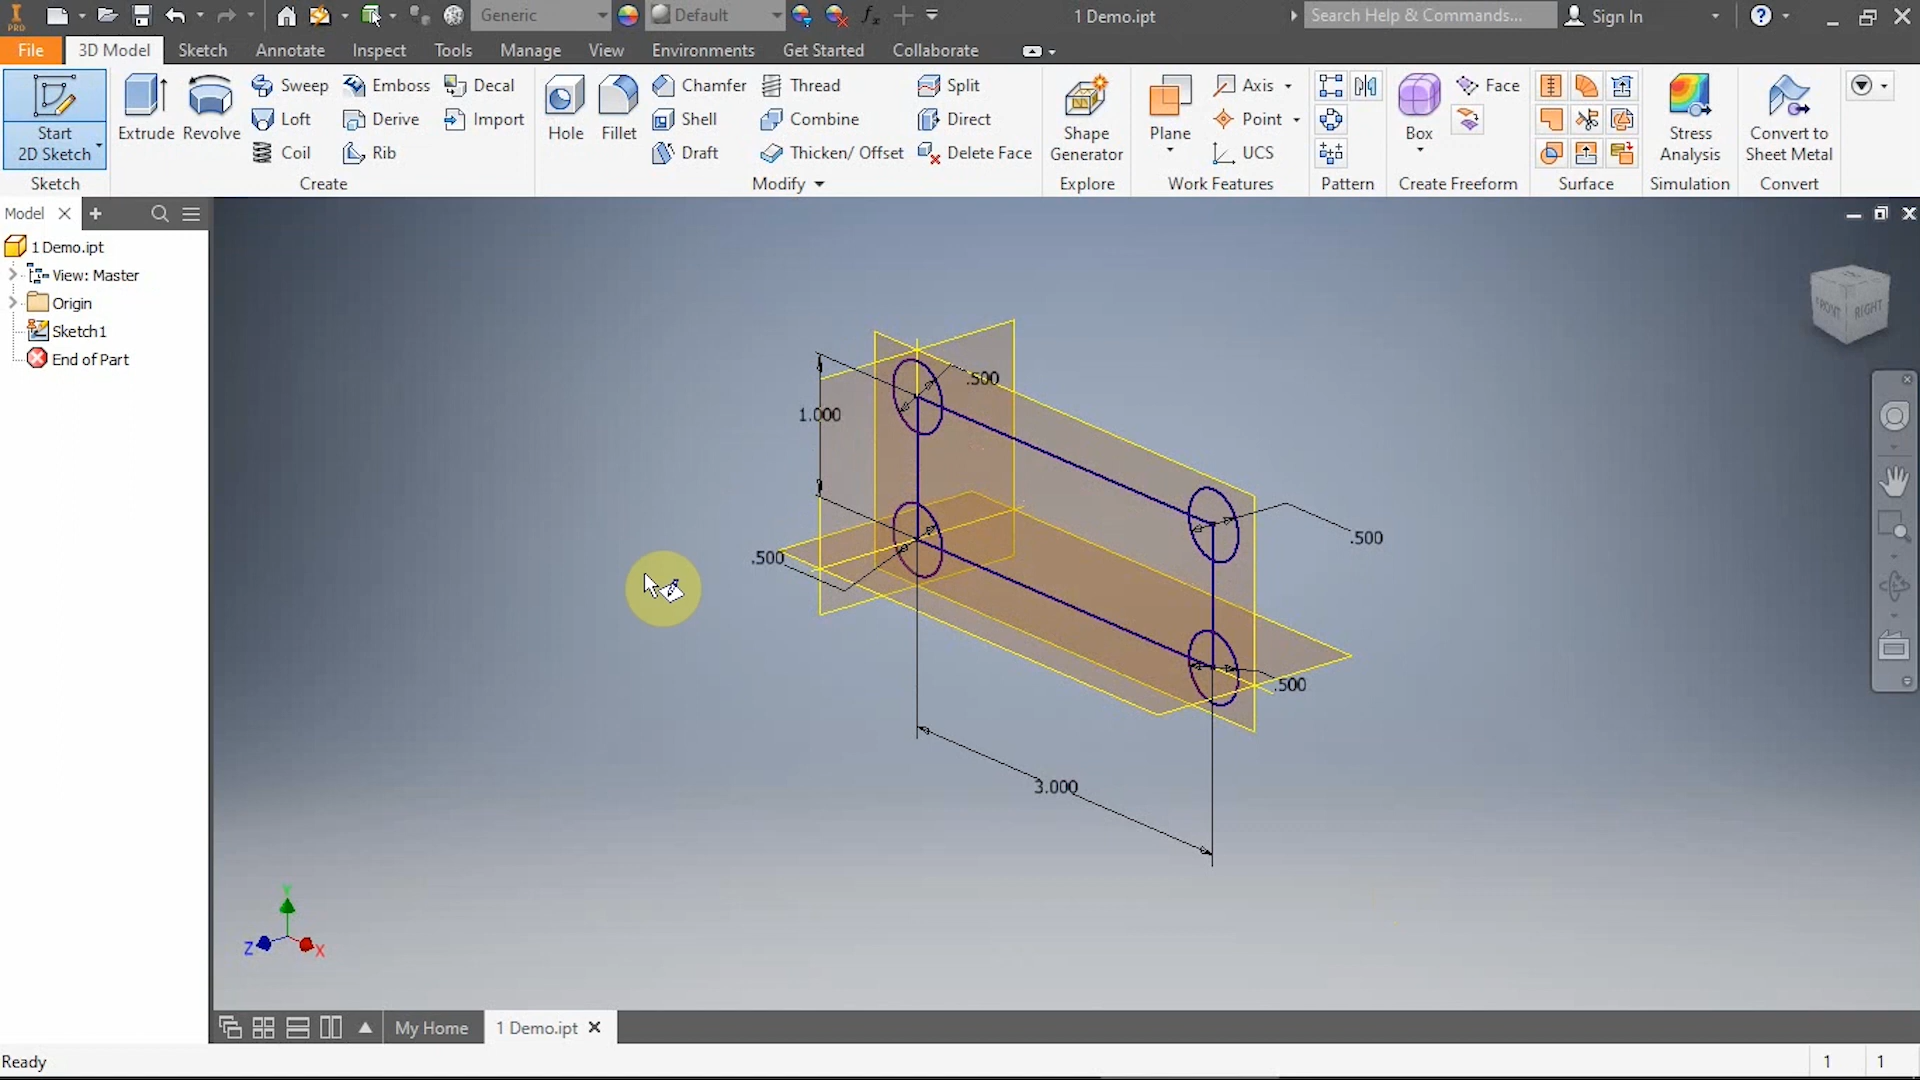 PRO
Generic
Default
fx
1 Demo.ipt
Search Help & Commands...
Sign In
File
3D Model
Sketch
Annotate
Inspect
Tools
Manage
View
Environments
Get Started
Collaborate
Start
2D Sketch
Extrude
Revolve
Sweep
Loft
Coil
Emboss
Derive
Rib
Decal
Import
Hole
Fillet
Chamfer
Shell
Draft
Thread
Combine
Thicken/ Offset
Split
Direct
Delete Face
Shape
Generator
Plane
Axis
Point
UCS
Box
Face
Stress
Analysis
Convert to
Sheet Metal
Sketch
Create
Modify
Explore
Work Features
Pattern
Create Freeform
Surface
Simulation
Convert
Model
1 Demo.ipt
View: Master
Origin
Sketch1
End of Part
FRONT
RIGHT
.500
1.000
.500
.500
.500
3.000
Y
Z
X
My Home
1 Demo.ipt
Ready
1
1